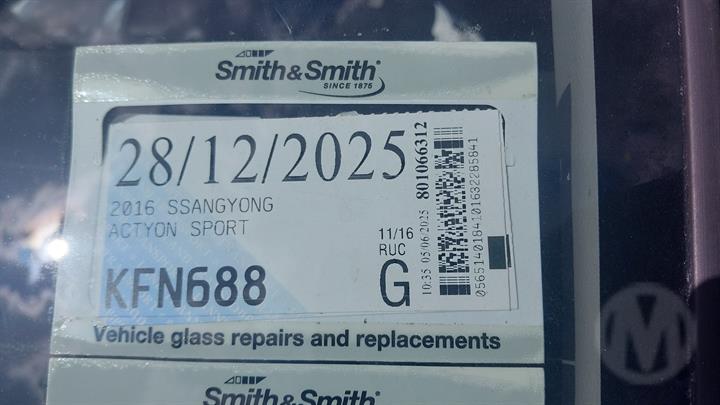 Smith&Smith®
SINCE 1875
28/12/2025
2016 SSANGYONG
ACTYON SPORT
11/16
RUC
KFN688
G
10:35 05/06/2025 801066312
0565140184101632285841
Vehicle glass repairs and replacements
Smith&Smith®
M